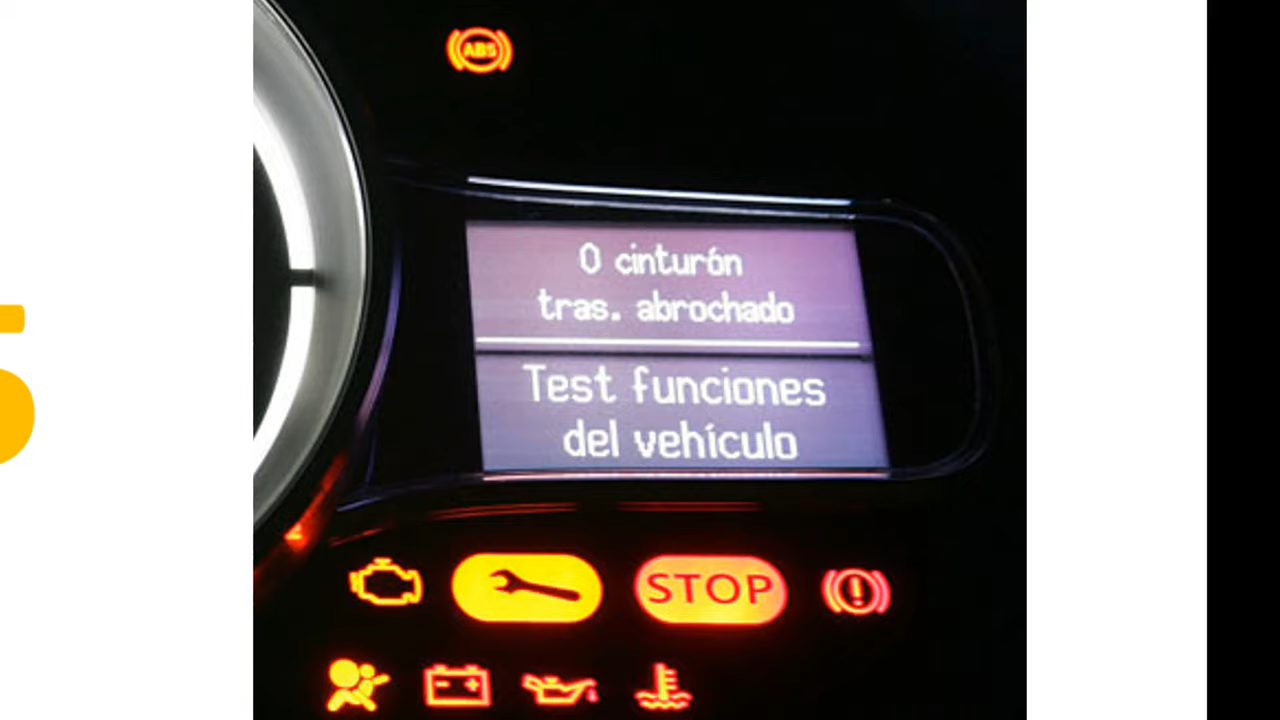 ABS
0 cinturón
tras. abrochado
Test funciones
del vehículo
STOP